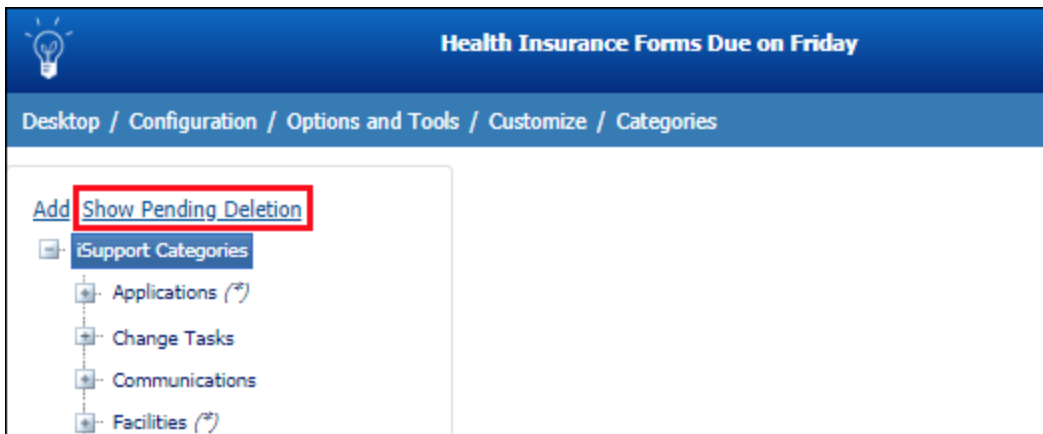 Health Insurance Forms Due on Friday
Desktop / Configuration / Options and Tools / Customize / Categories
Add Show Pending Deletion
iSupport Categories
Applications (*)
Change Tasks
Communications
Facilities (*)